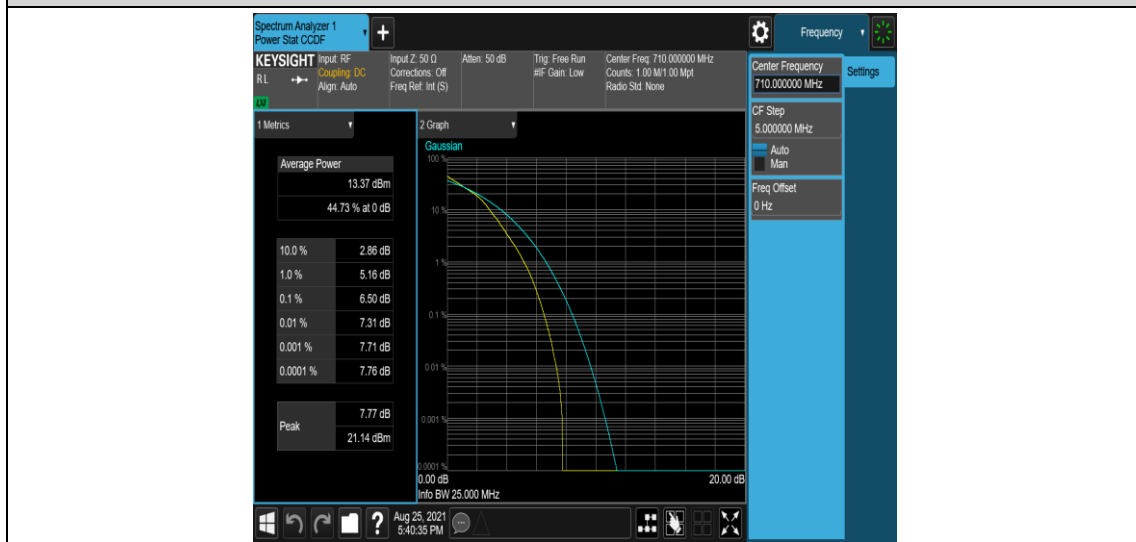 Spectrum Analyzer 1
Power Stat CCDF
+
Frequency
KEYSIGHT Input: RF
RL
Coupling: DC
Align: Auto
LXI
Input Z: 50 Ω
Corrections: Off
Freq Ref: Int (S)
Atten: 50 dB
Trig: Free Run
#IF Gain: Low
Center Freq: 710.000000 MHz
Counts: 1.00 M/1.00 Mpt
Radio Std: None
Center Frequency
710.000000 MHz
Settings
CF Step
5.000000 MHz
Auto
Man
Freq Offset
0 Hz
1 Metrics
Average Power
13.37 dBm
44.73 % at 0 dB
10.0 % 2.86 dB
1.0 % 5.16 dB
0.1 % 6.50 dB
0.01 % 7.31 dB
0.001 % 7.71 dB
0.0001 % 7.76 dB
Peak
7.77 dB
21.14 dBm
2 Graph
Gaussian
100 %
10 %
1 %
0.1 %
0.01 %
0.001 %
0.0001 %
0.00 dB 20.00 dB
Info BW 25.000 MHz
?
Aug 25, 2021
5:40:35 PM